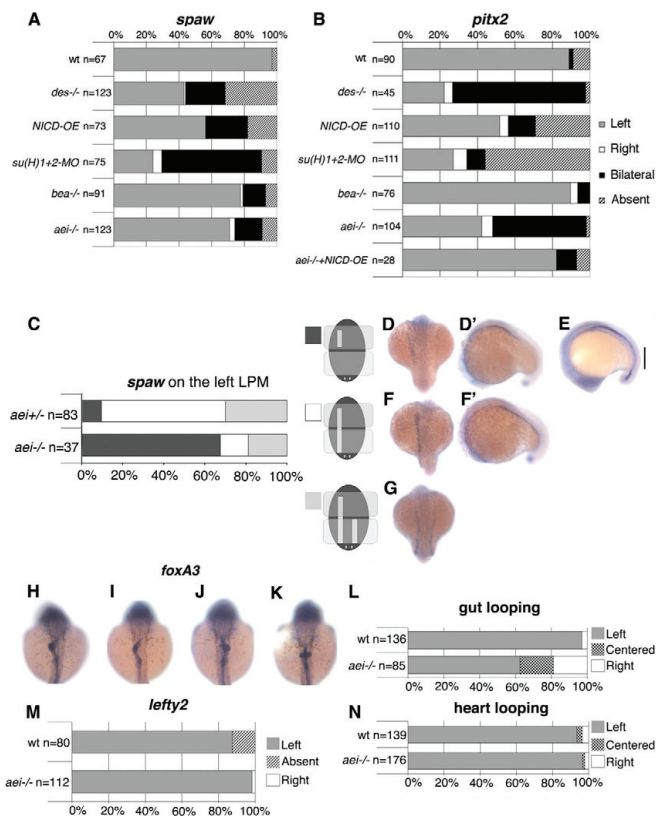 A
spaw
0% 20% 40% 60% 80% 100%
wt n=67
des-/- n=123
NICD-OE n=73
su(H)1+2-MO n=75
bea-/- n=91
aei-/- n=123
B
pitx2
0% 20% 40% 60% 80% 100%
wt n=90
des-/- n=45
NICD-OE n=110
su(H)1+2-MO n=111
bea-/- n=76
aei-/- n=104
aei-/-+NICD-OE n=28
Left
Right
Bilateral
Absent
C
spaw on the left LPM
aei+/- n=83
aei-/- n=37
0% 20% 40% 60% 80% 100%
D D' E
F F'
G
foxA3
H I J K
L
gut looping
wt n=136
aei-/- n=85
0% 20% 40% 60% 80% 100%
Left
Centered
Right
M
lefty2
wt n=80
aei-/- n=112
0% 20% 40% 60% 80% 100%
Left
Absent
Right
N
heart looping
wt n=139
aei-/- n=176
0% 20% 40% 60% 80% 100%
Left
Centered
Right